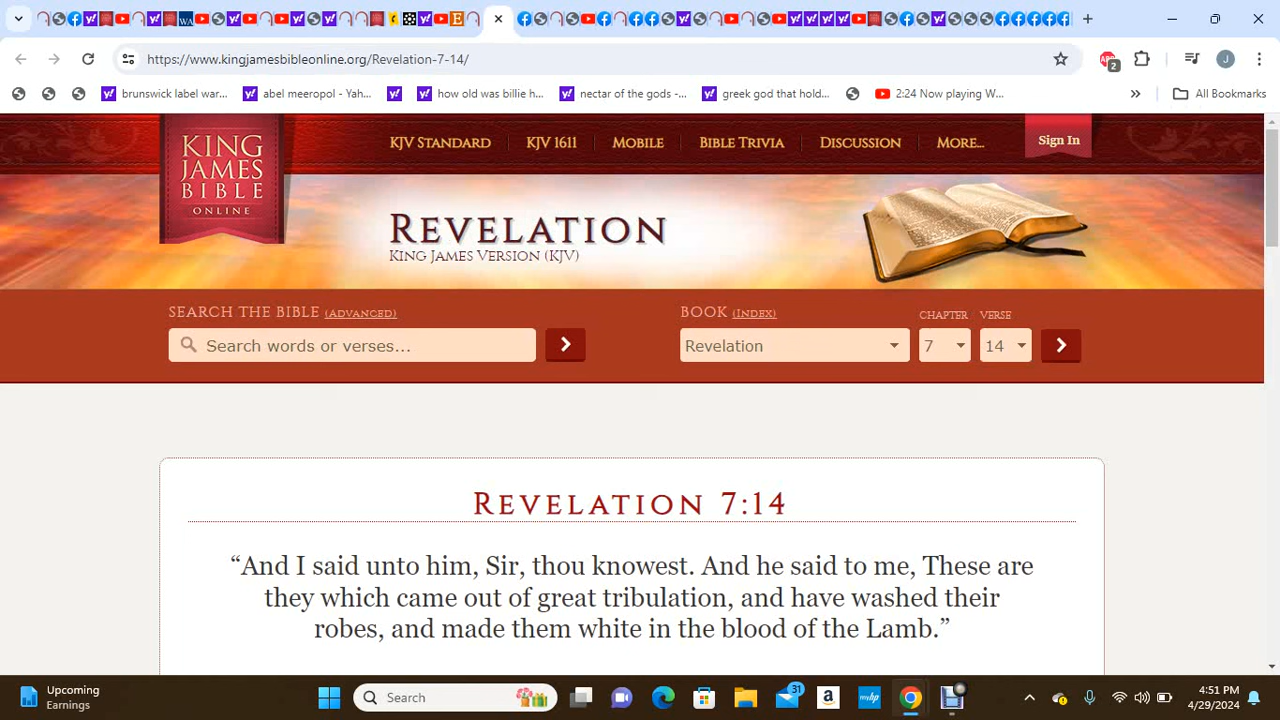 https://www.kingjamesbibleonline.org/Revelation-7-14/
2
J
brunswick label war...
abel meeropol - Yah...
how old was billie h...
nectar of the gods -...
greek god that hold...
2:24 Now playing W...
»
All Bookmarks
KING
JAMES
BIBLE
ONLINE
KJV Standard
KJV 1611
Mobile
Bible Trivia
Discussion
More...
Sign In
Revelation
King James Version (KJV)
SEARCH THE BIBLE (Advanced)
Search words or verses...
BOOK (Index)
CHAPTER
VERSE
Revelation
7
14
Revelation 7:14
“And I said unto him, Sir, thou knowest. And he said to me, These are
they which came out of great tribulation, and have washed their
robes, and made them white in the blood of the Lamb.”
Upcoming
Earnings
Search
31
a
myhp
4:51 PM
4/29/2024